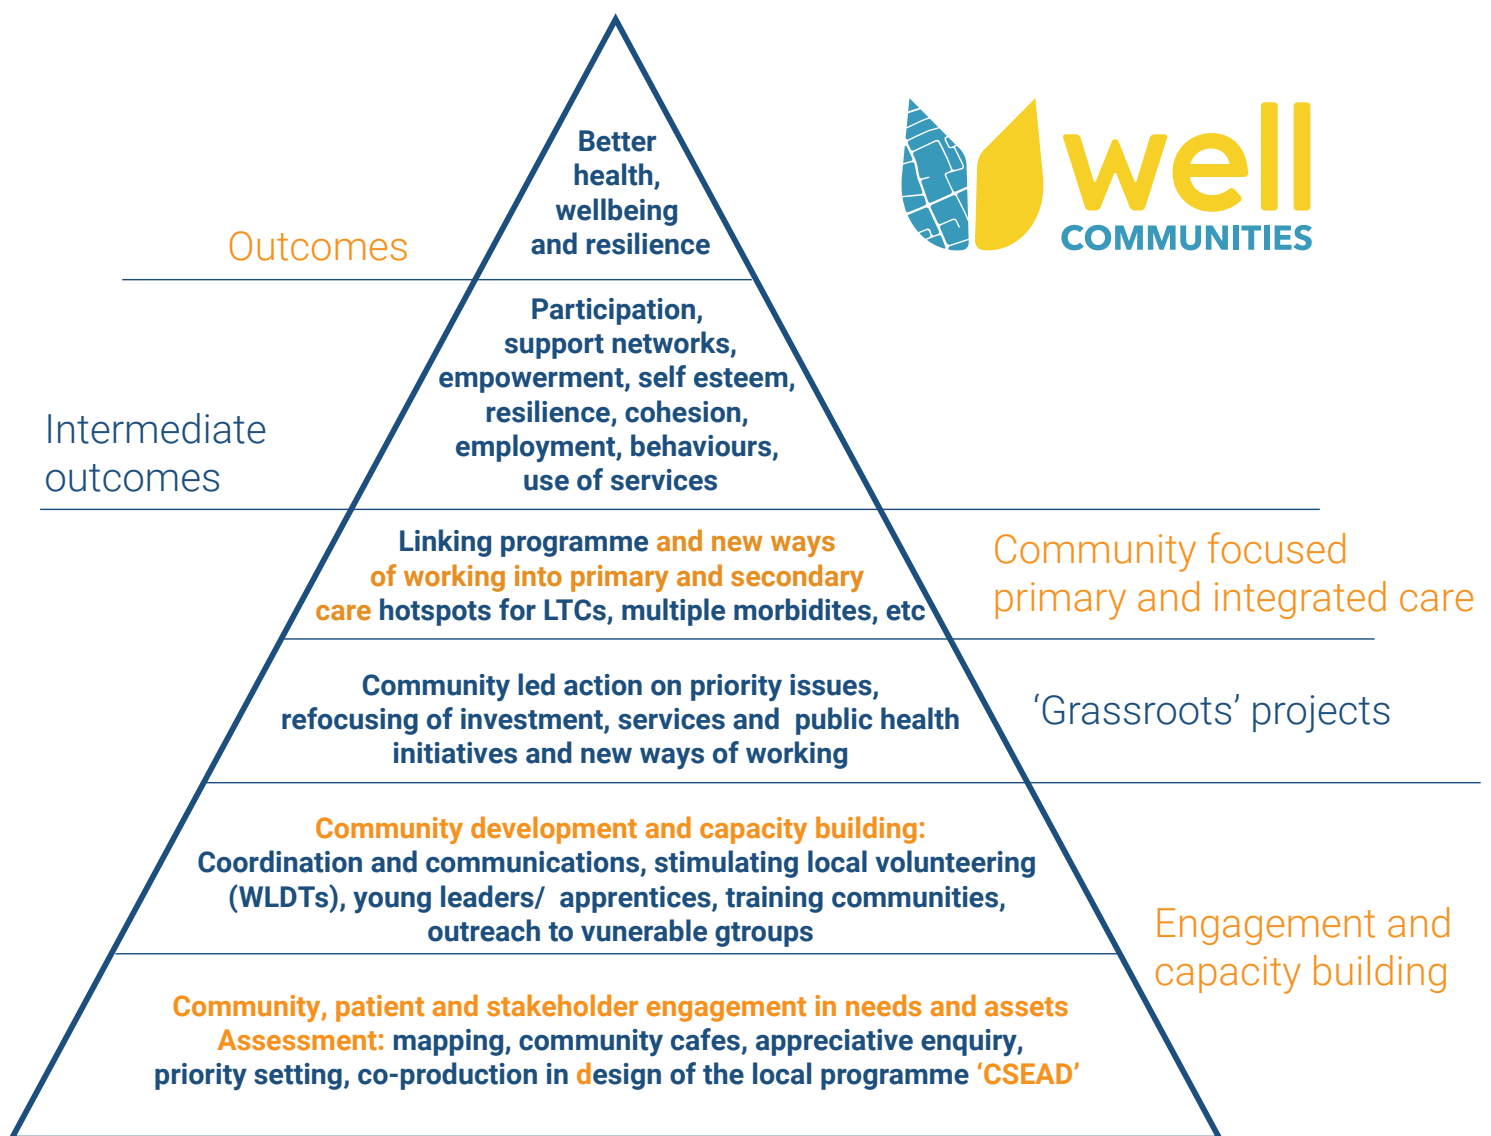 well
COMMUNITIES
Better
health,
wellbeing
and resilience
Outcomes
Participation,
support networks,
empowerment, self esteem,
resilience, cohesion,
employment, behaviours,
use of services
Intermediate
outcomes
Linking programme and new ways
of working into primary and secondary
care hotspots for LTCs, multiple morbidites, etc
Community focused
primary and integrated care
Community led action on priority issues,
refocusing of investment, services and public health
initiatives and new ways of working
‘Grassroots’ projects
Community development and capacity building:
Coordination and communications, stimulating local volunteering
(WLDTs), young leaders/ apprentices, training communities,
outreach to vunerable gtroups
Engagement and
capacity building
Community, patient and stakeholder engagement in needs and assets
Assessment: mapping, community cafes, appreciative enquiry,
priority setting, co-production in design of the local programme ‘CSEAD’